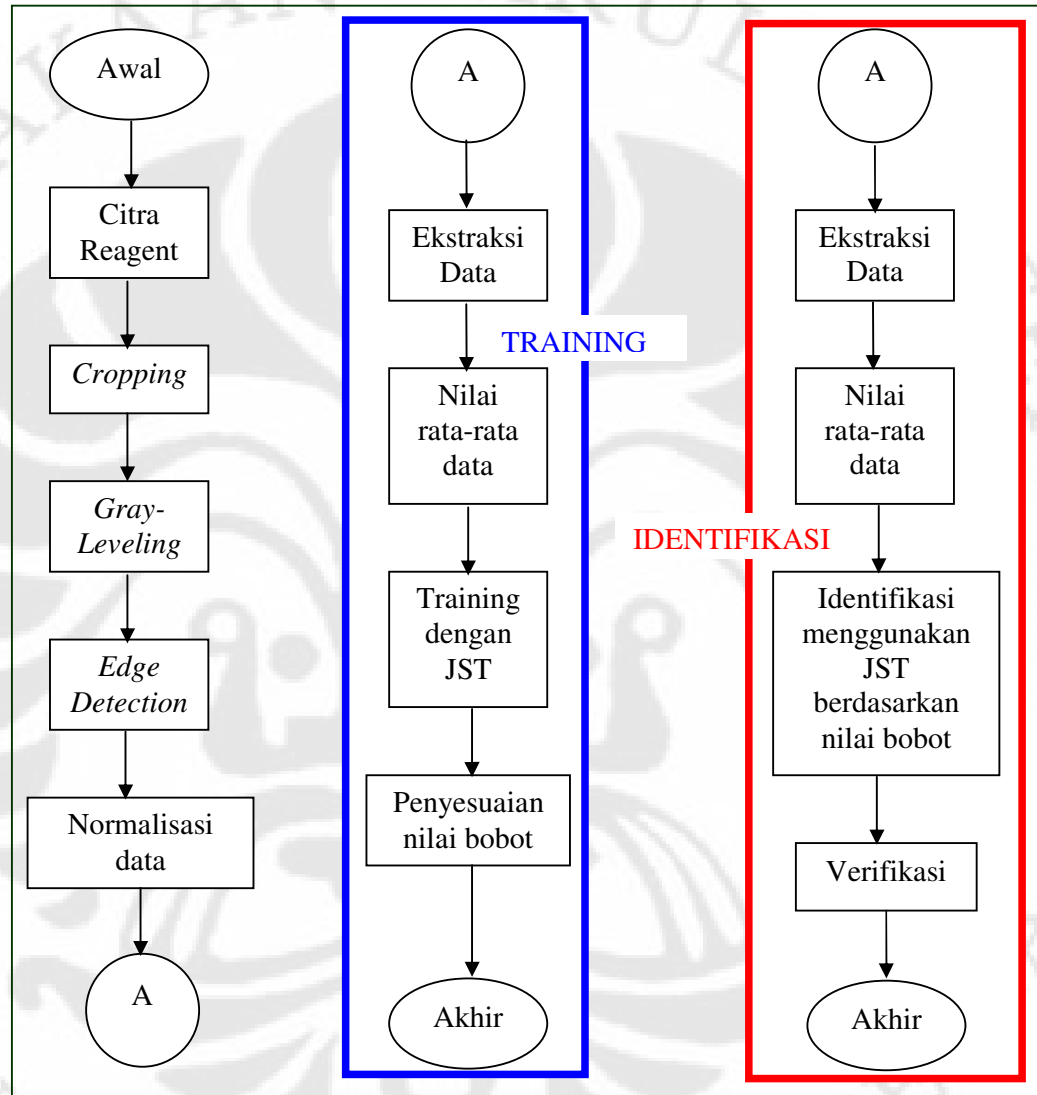 Awal
Citra
Reagent
Cropping
Gray-
Leveling
Edge
Detection
Normalisasi
data
A
A
Ekstraksi
Data
TRAINING
Nilai
rata-rata
data
Training
dengan
JST
Penyesuaian
nilai bobot
Akhir
A
Ekstraksi
Data
Nilai
rata-rata
data
IDENTIFIKASI
Identifikasi
menggunakan
JST
berdasarkan
nilai bobot
Verifikasi
Akhir